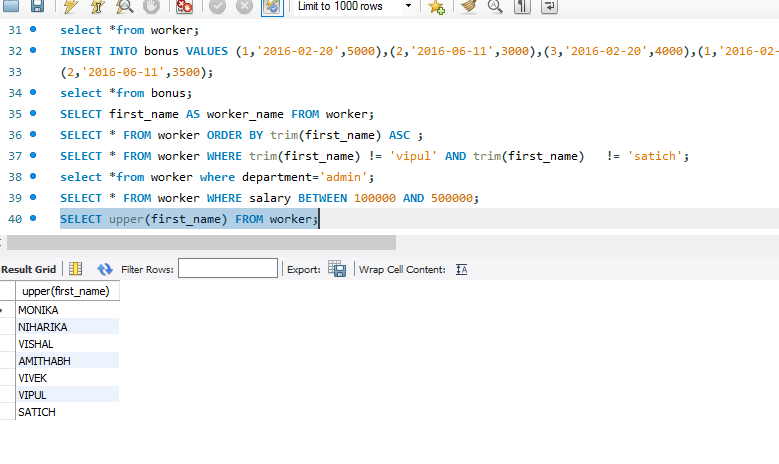 Limit to 1000 rows
31 select *from worker;
32 INSERT INTO bonus VALUES (1,'2016-02-20',5000),(2,'2016-06-11',3000),(3,'2016-02-20',4000),(1,'2016-02-
33 (2,'2016-06-11',3500);
34 select *from bonus;
35 SELECT first_name AS worker_name FROM worker;
36 SELECT * FROM worker ORDER BY trim(first_name) ASC ;
37 SELECT * FROM worker WHERE trim(first_name) != 'vipul' AND trim(first_name)   != 'satich';
38 select *from worker where department='admin';
39 SELECT * FROM worker WHERE salary BETWEEN 100000 AND 500000;
40 SELECT upper(first_name) FROM worker;
Result Grid Filter Rows: Export: Wrap Cell Content:
upper(first_name)
MONIKA
NIHARIKA
VISHAL
AMITHABH
VIVEK
VIPUL
SATICH